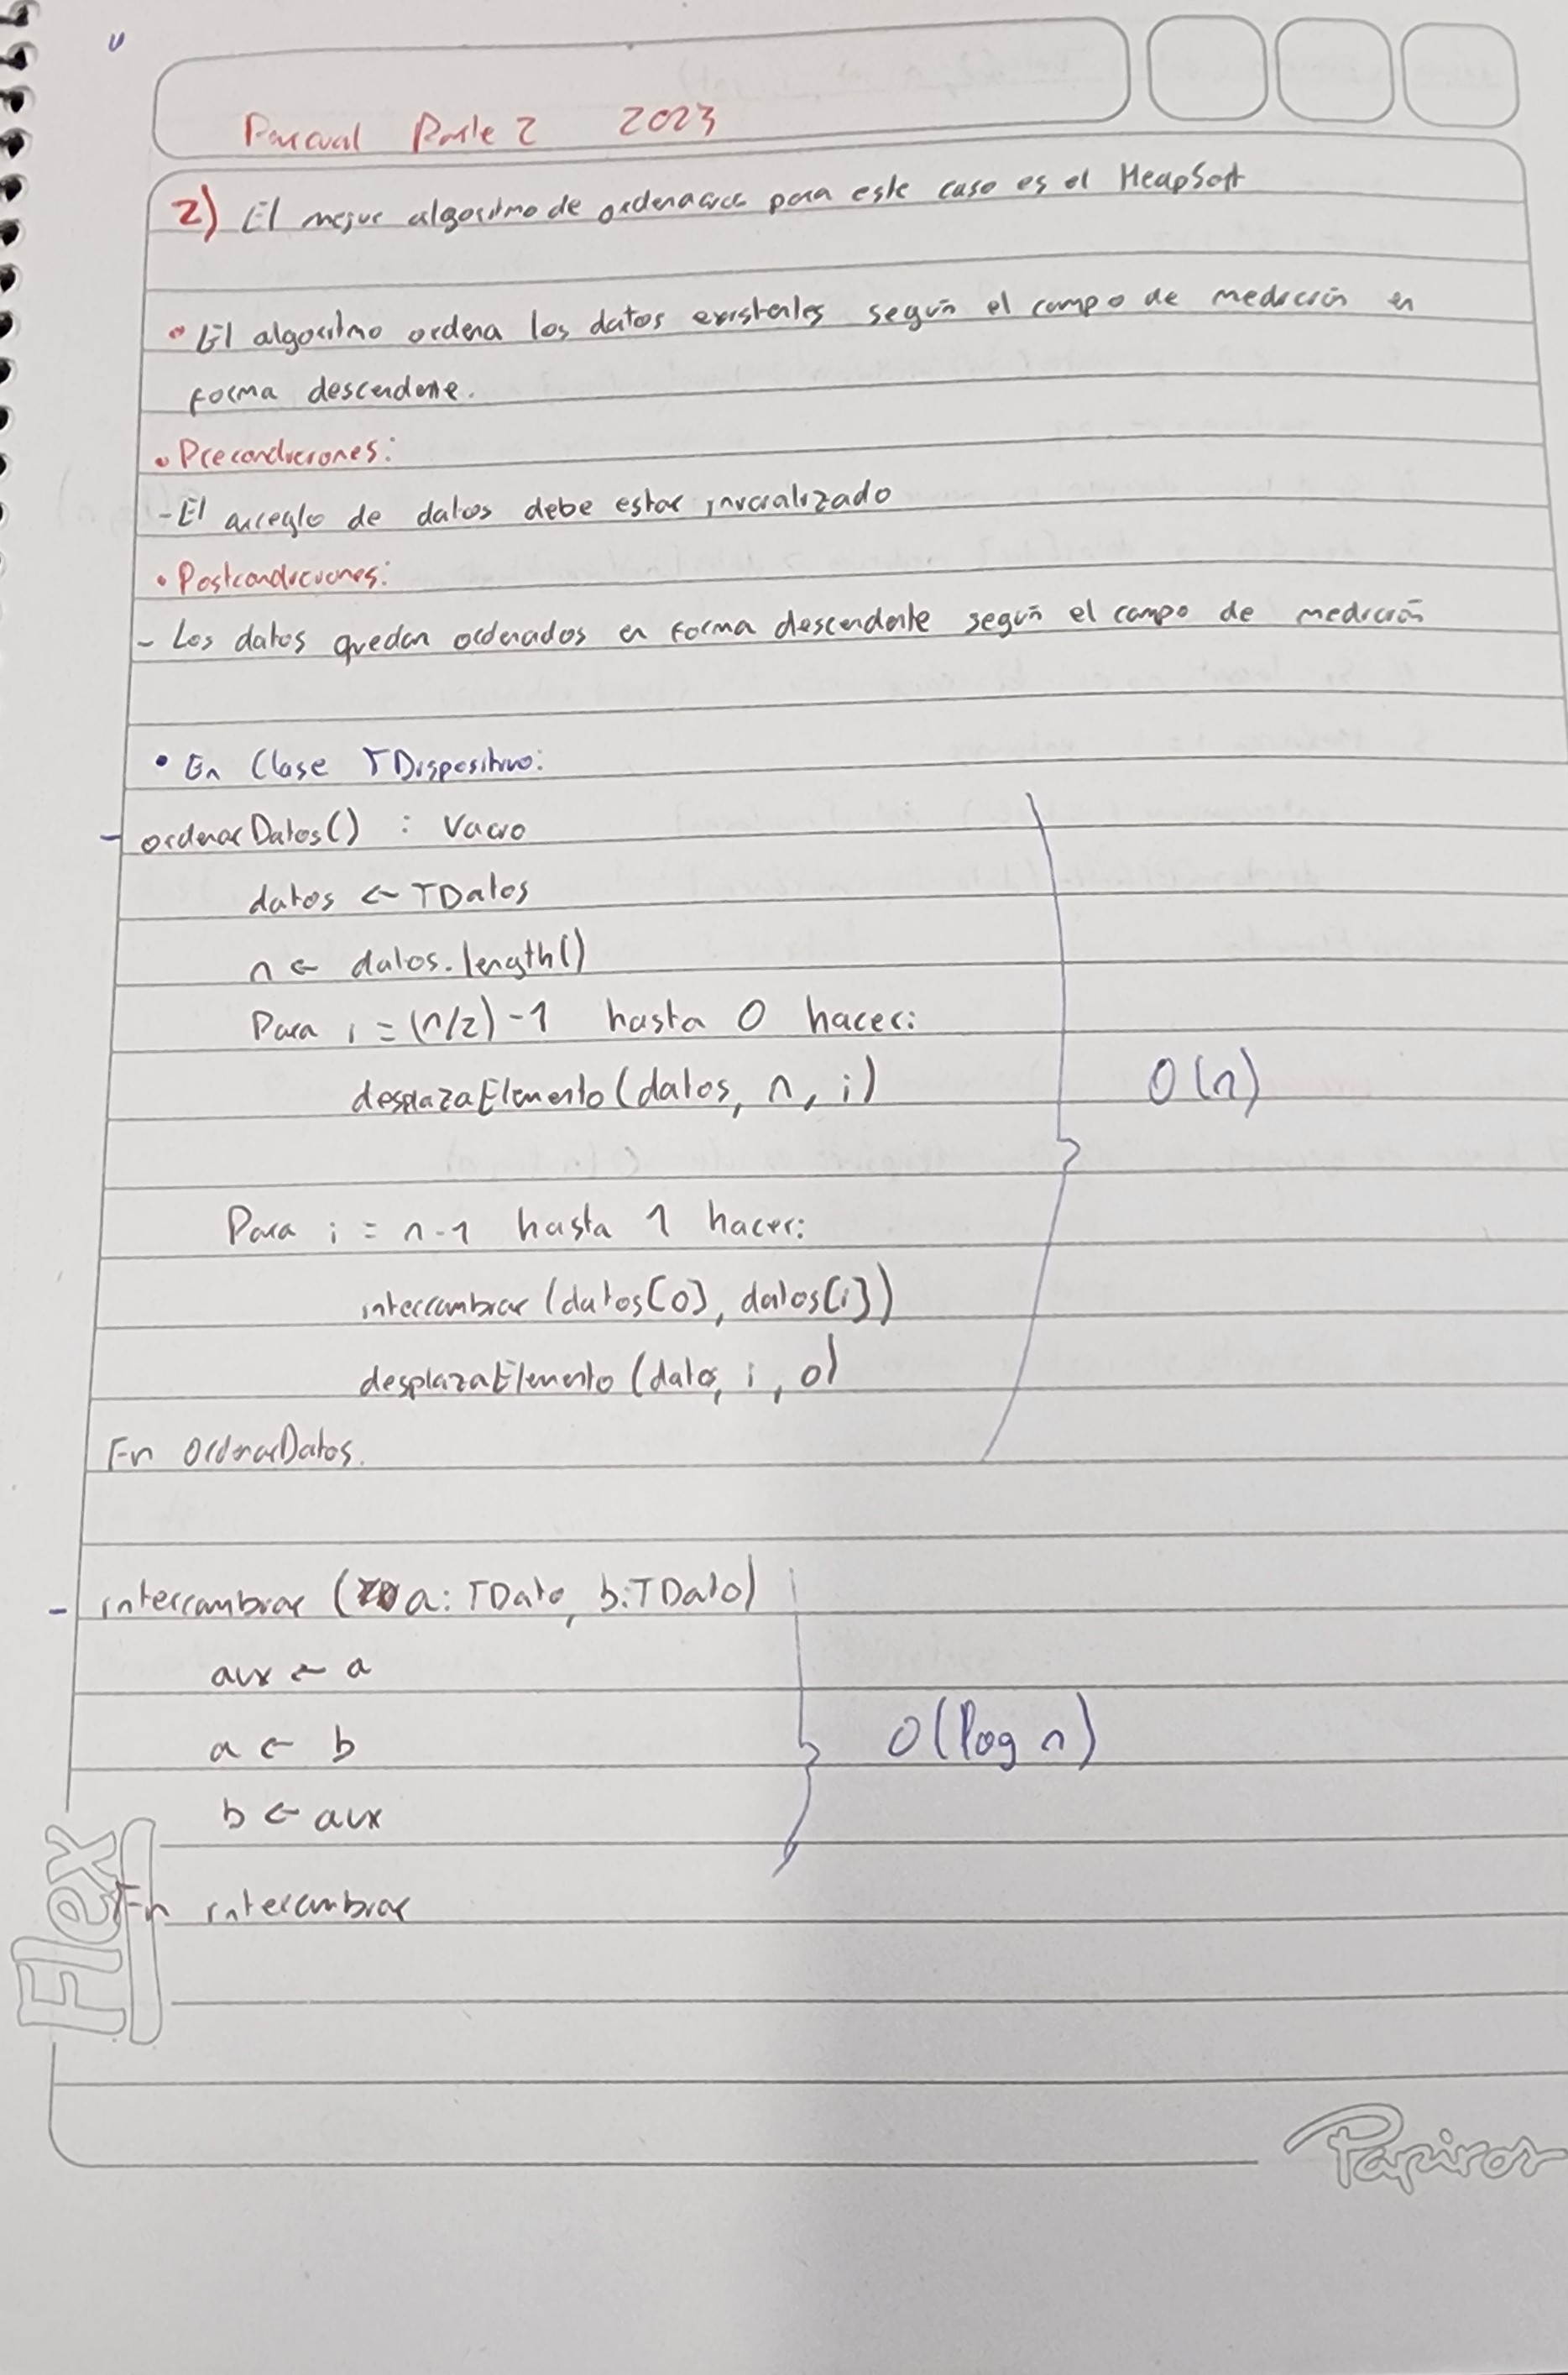 Parcial Parte 2 2023
2) El mejor algoritmo de ordenacion para este caso es el HeapSort
• El algoritmo ordena los datos existentes según el campo de medición en
forma descendente.
• Precondiciones:
- El arreglo de datos debe estar inicializado
• Postcondiciones:
- Los datos quedan ordenados en forma descendente según el campo de medición
• En Clase TDispositivo:
- ordenarDatos() : Vacio
datos ← TDatos
n ← datos.length()
Para i = (n/2) -1 hasta 0 hacer:
desplazaElemento (datos, n, i)
O(n)
Para i = n-1 hasta 1 hacer:
intercambiar (datos[0], datos[i])
desplazaElemento (datos, i, 0)
Fin OrdenarDatos.
- intercambiar (a: TDato, b: TDato)
aux ← a
a ← b
O(log n)
b ← aux
Fin intercambiar
Flex
Papiros